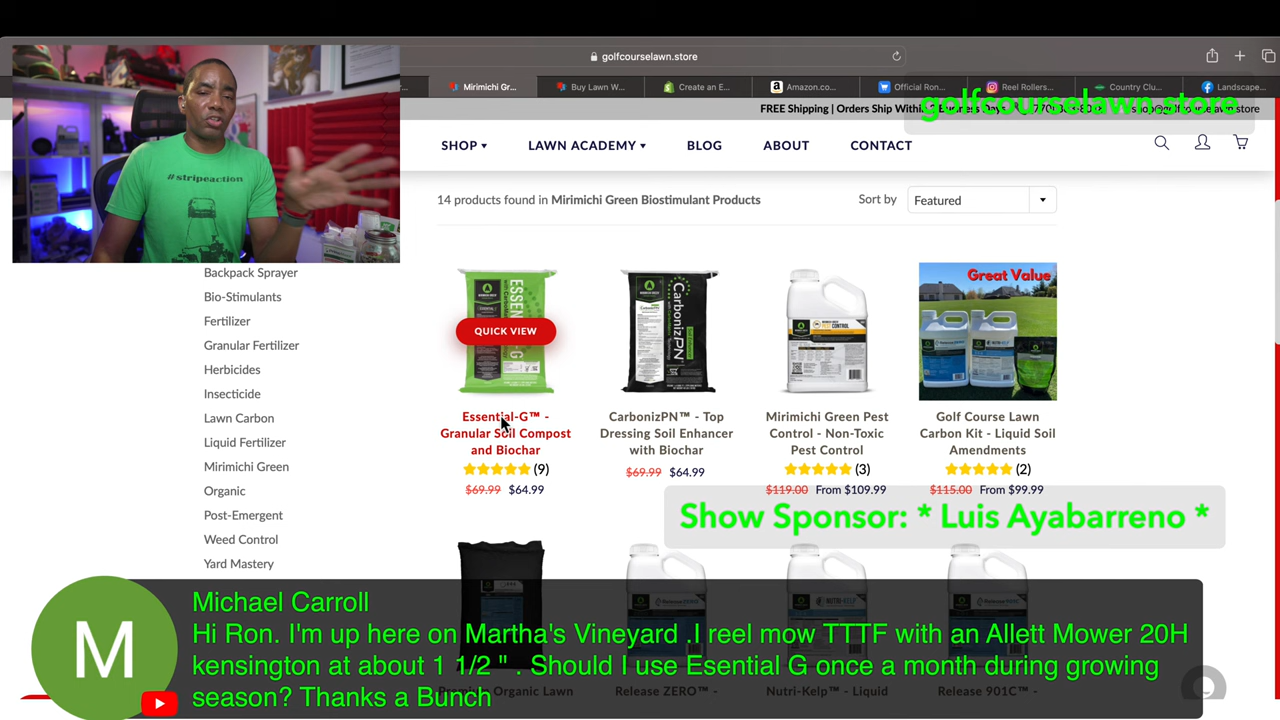 golfcourselawn.store
Mirimichi Gr...
Buy Lawn W...
Create an E...
Amazon.co...
Official Ron...
Reel Rollers...
Country Clu...
Landscape...
FREE Shipping | Orders Ship Within
golfcourselawn.store
SHOP
LAWN ACADEMY
BLOG
ABOUT
CONTACT
#stripeaction
14 products found in Mirimichi Green Biostimulant Products
Sort by
Featured
Backpack Sprayer
Bio-Stimulants
Fertilizer
Granular Fertilizer
Herbicides
Insecticide
Lawn Carbon
Liquid Fertilizer
Mirimichi Green
Organic
Post-Emergent
Weed Control
Yard Mastery
QUICK VIEW
ESSENTIAL-G
CarbonizPN
PEST CONTROL
Great Value
Essential-G™ -
Granular Soil Compost
and Biochar
(9)
$69.99 $64.99
CarbonizPN™ - Top
Dressing Soil Enhancer
with Biochar
$69.99 $64.99
Mirimichi Green Pest
Control - Non-Toxic
Pest Control
(3)
$119.00 From $109.99
Golf Course Lawn
Carbon Kit - Liquid Soil
Amendments
(2)
$115.00 From $99.99
Show Sponsor: * Luis Ayabarreno *
M
Michael Carroll
Hi Ron. I'm up here on Martha's Vineyard .I reel mow TTTF with an Allett Mower 20H
kensington at about 1 1/2 " . Should I use Esential G once a month during growing
season? Thanks a Bunch
Organic Lawn
Release ZERO™ -
Nutri-Kelp™ - Liquid
Release 901C™ -